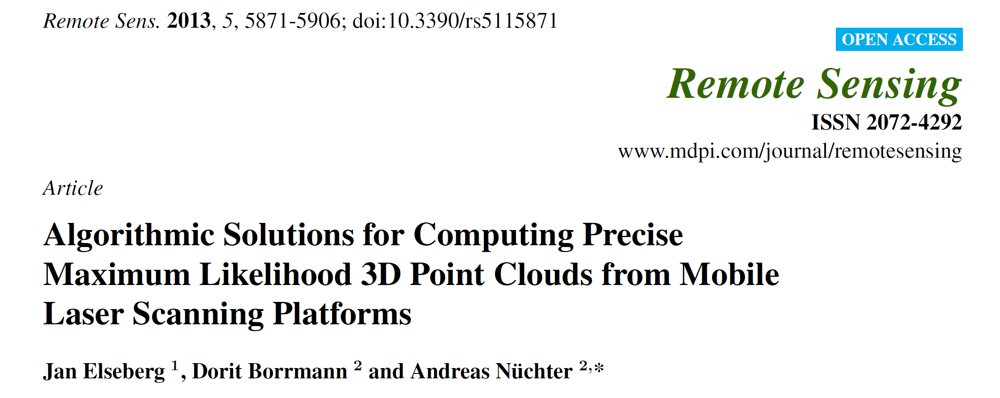 Remote Sens. 2013, 5, 5871-5906; doi:10.3390/rs5115871
OPEN ACCESS
Remote Sensing
ISSN 2072-4292
www.mdpi.com/journal/remotesensing
Article
Algorithmic Solutions for Computing Precise
Maximum Likelihood 3D Point Clouds from Mobile
Laser Scanning Platforms
Jan Elseberg ¹, Dorit Borrmann ² and Andreas Nüchter ²,*